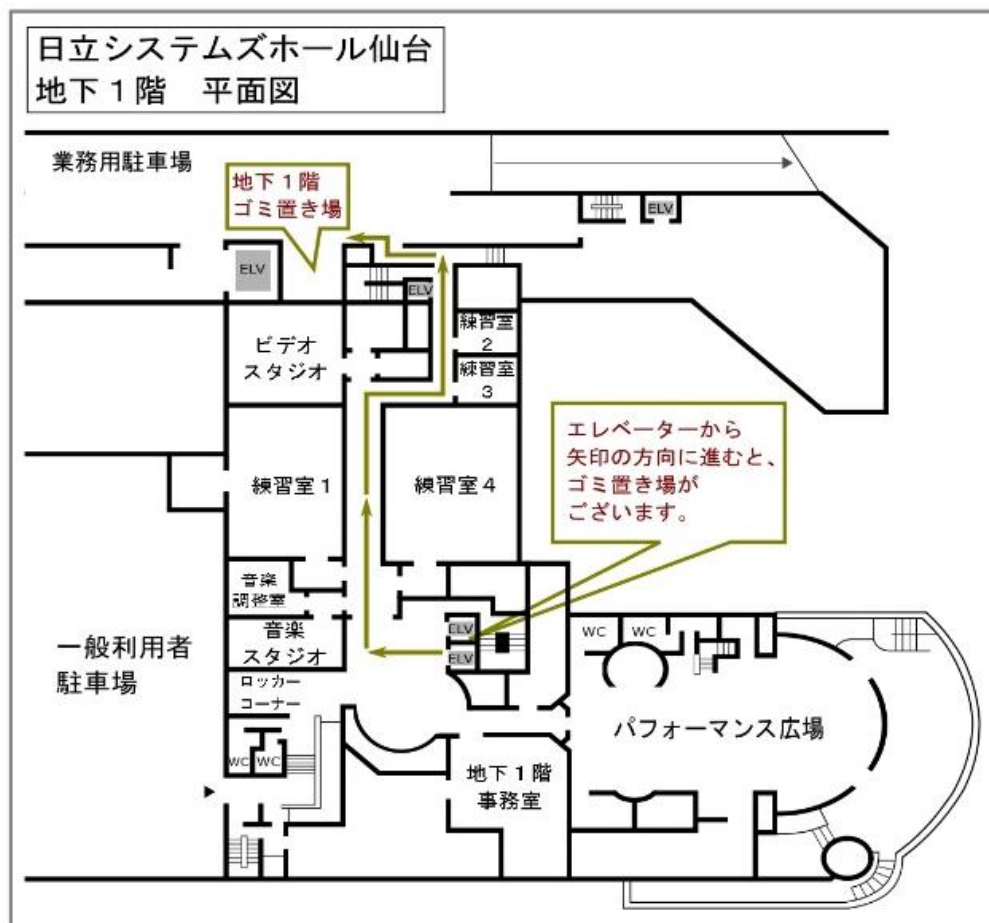 日立システムズホール仙台
地下１階　平面図
業務用駐車場
地下１階
ゴミ置き場
ELV
ELV
ELV
ビデオ
スタジオ
練習室
2
練習室
3
エレベーターから
矢印の方向に進むと、
ゴミ置き場が
ございます。
練習室１
練習室４
音楽
調整室
音楽
スタジオ
ELV
ELV
WC
WC
一般利用者
駐車場
ロッカー
コーナー
パフォーマンス広場
WC
WC
地下１階
事務室